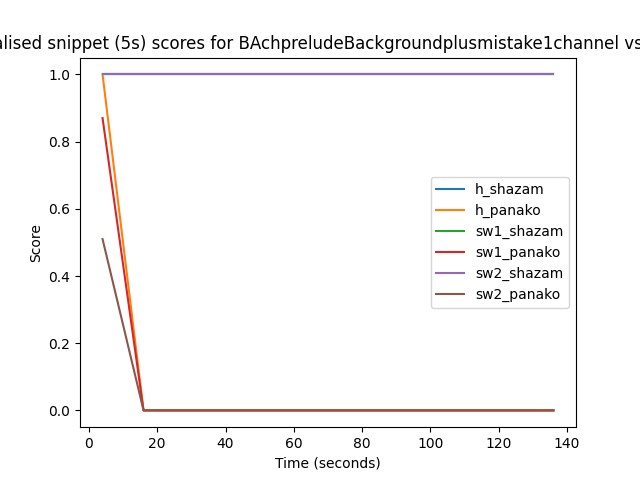 alised snippet (5s) scores for BAchpreludeBackgroundplusmistake1channel vs
Score
1.0
0.8
0.6
0.4
0.2
0.0
h_shazam
h_panako
sw1_shazam
sw1_panako
sw2_shazam
sw2_panako
0 20 40 60 80 100 120 140
Time (seconds)